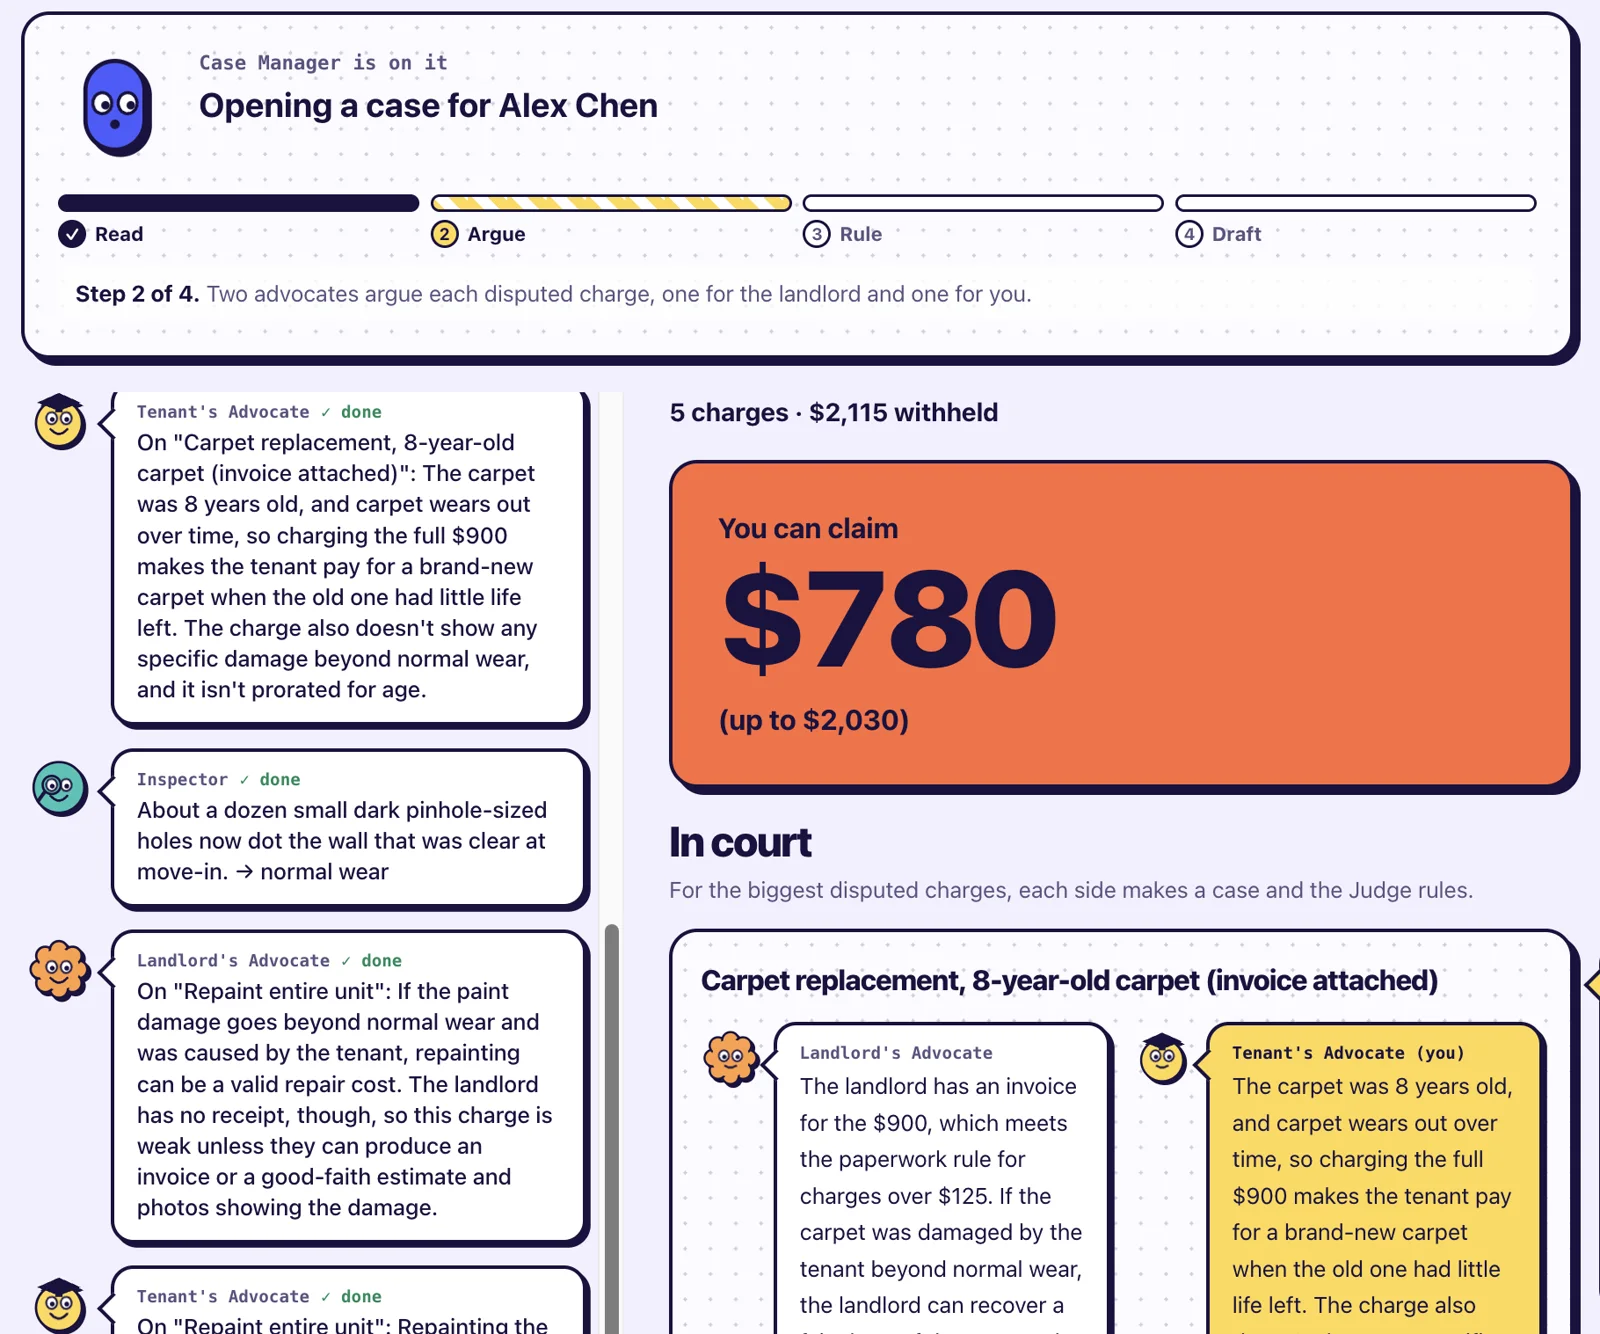 Case Manager is on it
Opening a case for Alex Chen
Read
2 Argue
3 Rule
4 Draft
Step 2 of 4. Two advocates argue each disputed charge, one for the landlord and one for you.
Tenant's Advocate ✓ done
On "Carpet replacement, 8-year-old
carpet (invoice attached)": The carpet
was 8 years old, and carpet wears out
over time, so charging the full $900
makes the tenant pay for a brand-new
carpet when the old one had little life
left. The charge also doesn't show any
specific damage beyond normal wear,
and it isn't prorated for age.
Inspector ✓ done
About a dozen small dark pinhole-sized
holes now dot the wall that was clear at
move-in. → normal wear
Landlord's Advocate ✓ done
On "Repaint entire unit": If the paint
damage goes beyond normal wear and
was caused by the tenant, repainting
can be a valid repair cost. The landlord
has no receipt, though, so this charge is
weak unless they can produce an
invoice or a good-faith estimate and
photos showing the damage.
Tenant's Advocate ✓ done
On "Repaint entire unit": Repainting the
5 charges · $2,115 withheld
You can claim
$780
(up to $2,030)
In court
For the biggest disputed charges, each side makes a case and the Judge rules.
Carpet replacement, 8-year-old carpet (invoice attached)
Landlord's Advocate
The landlord has an invoice
for the $900, which meets
the paperwork rule for
charges over $125. If the
carpet was damaged by the
tenant beyond normal wear,
the landlord can recover a
Tenant's Advocate (you)
The carpet was 8 years old,
and carpet wears out over
time, so charging the full
$900 makes the tenant pay
for a brand-new carpet
when the old one had little
life left. The charge also